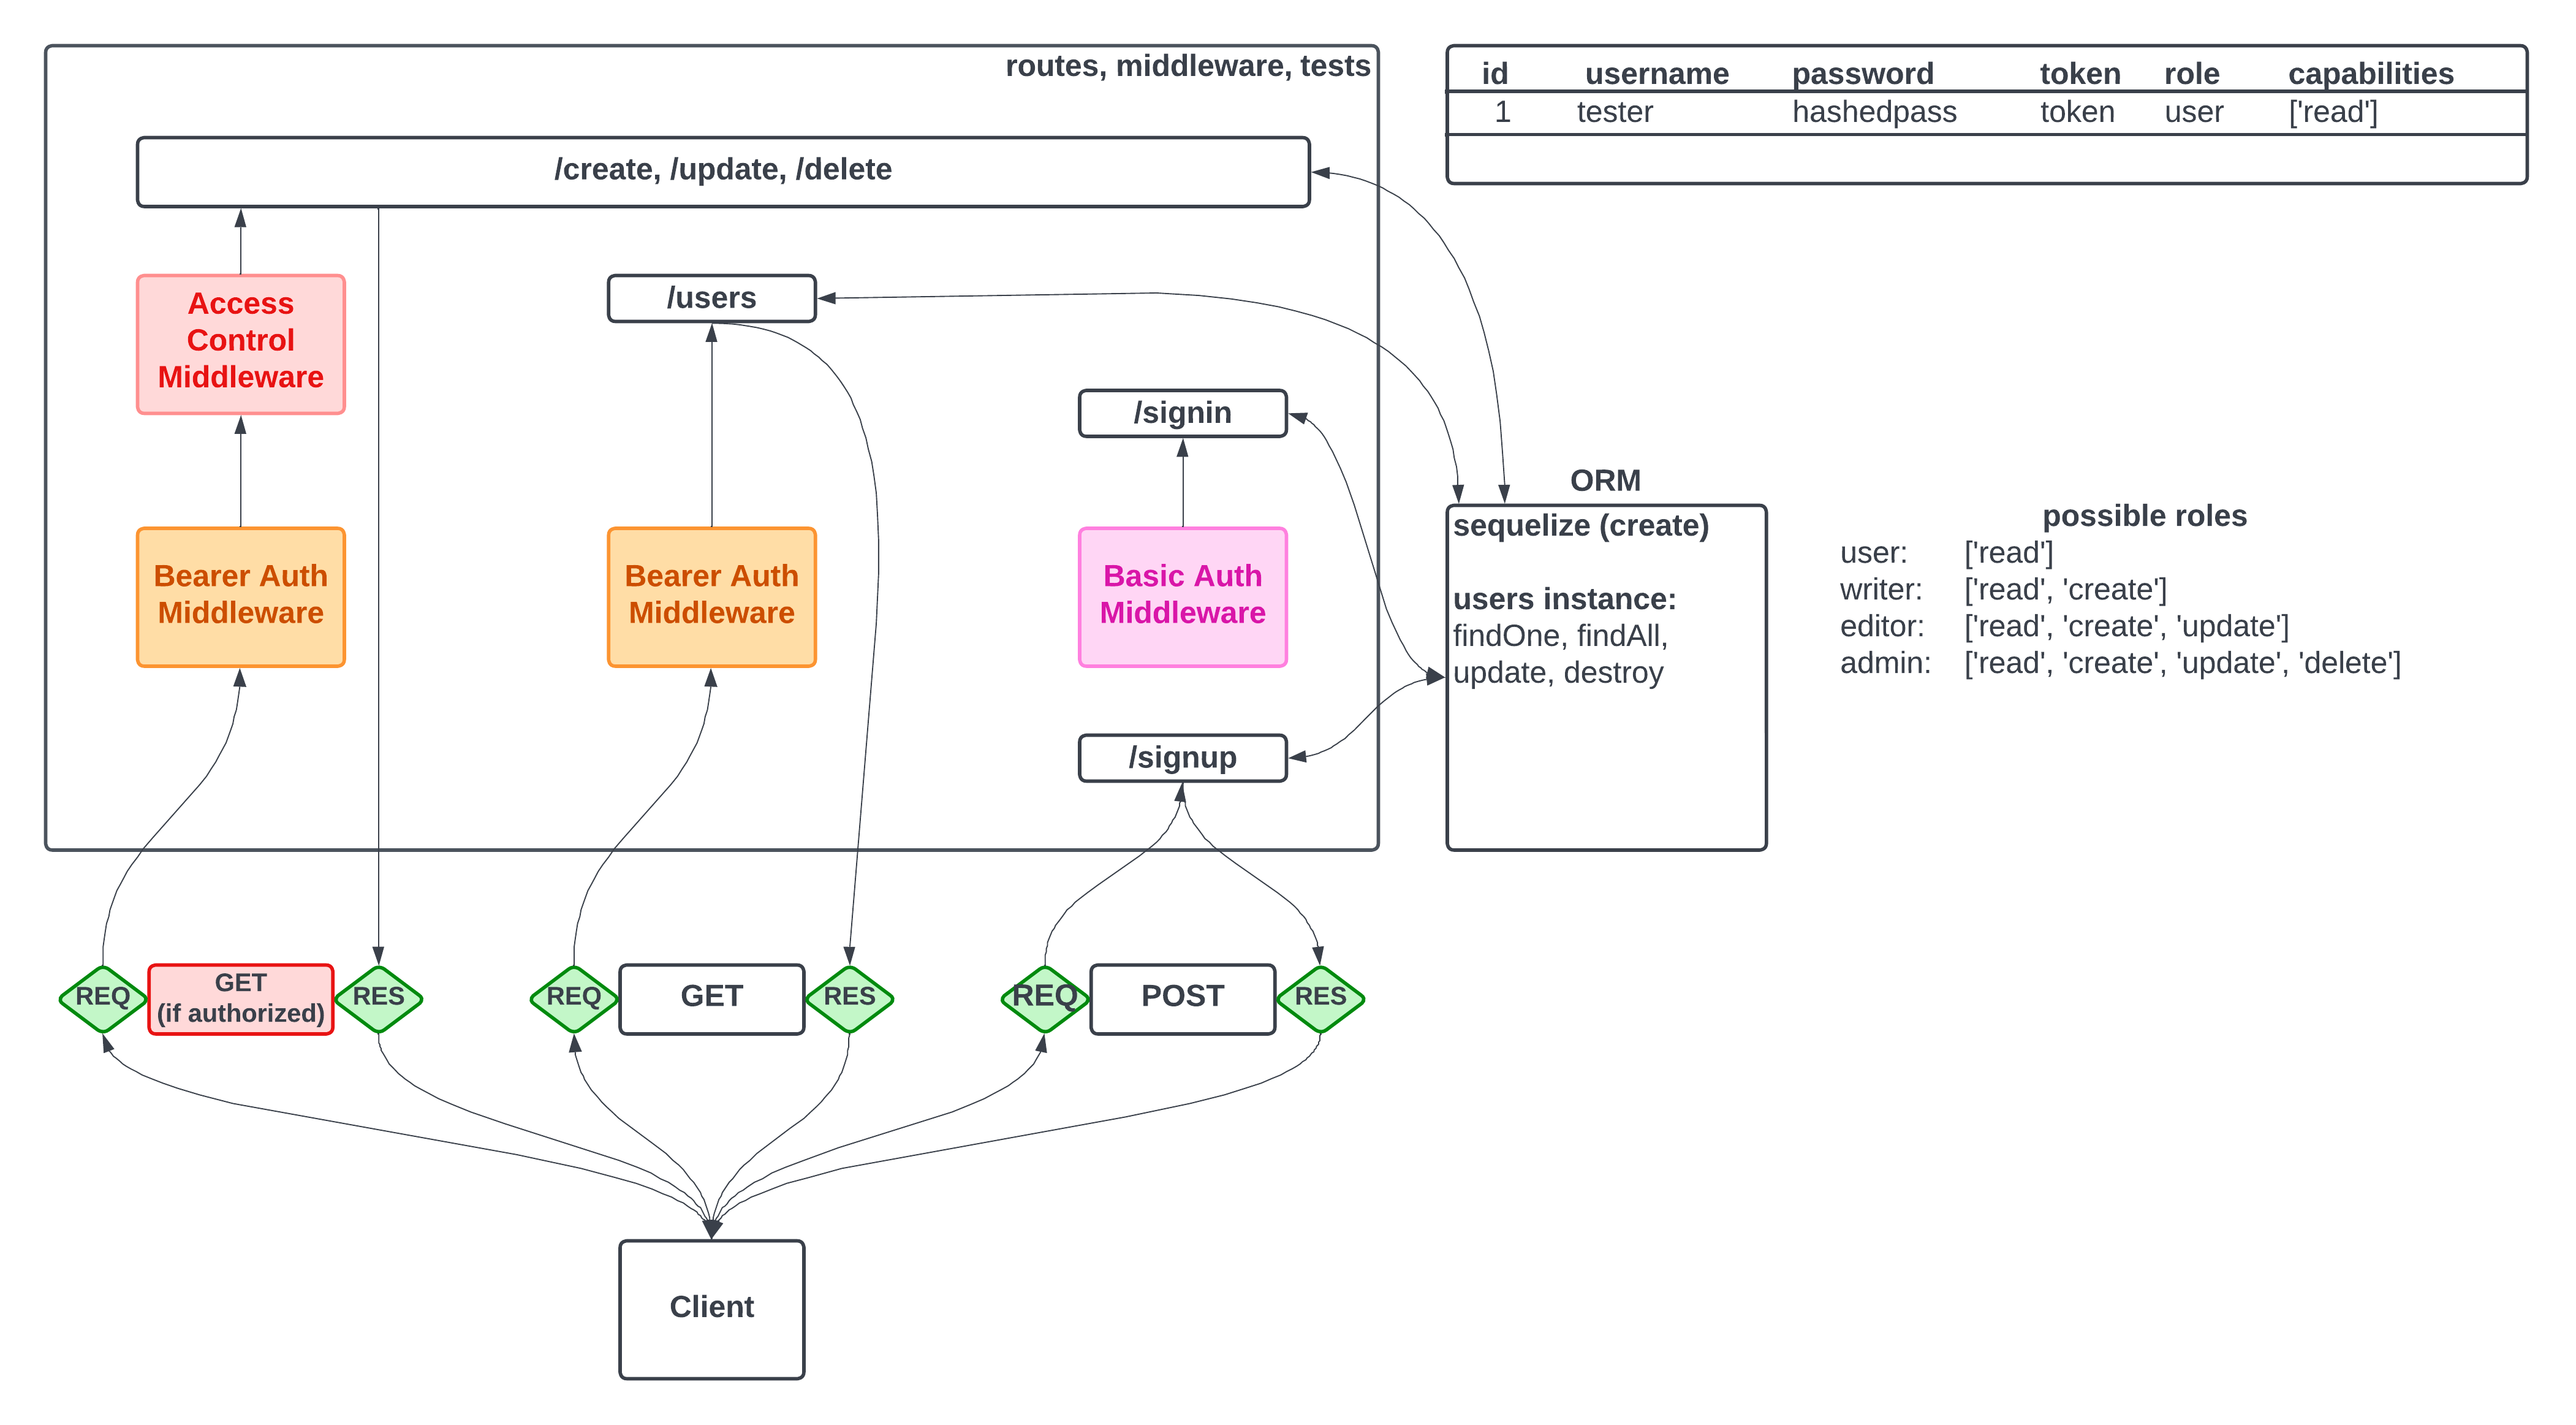 routes, middleware, tests
id username password token role capabilities
1 tester hashedpass token user ['read']
/create, /update, /delete
Access
Control
Middleware
/users
/signin
Bearer Auth
Middleware
Bearer Auth
Middleware
Basic Auth
Middleware
/signup
ORM
sequelize (create)
users instance:
findOne, findAll,
update, destroy
possible roles
user: ['read']
writer: ['read', 'create']
editor: ['read', 'create', 'update']
admin: ['read', 'create', 'update', 'delete']
REQ
GET
(if authorized)
RES
REQ
GET
RES
REQ
POST
RES
Client